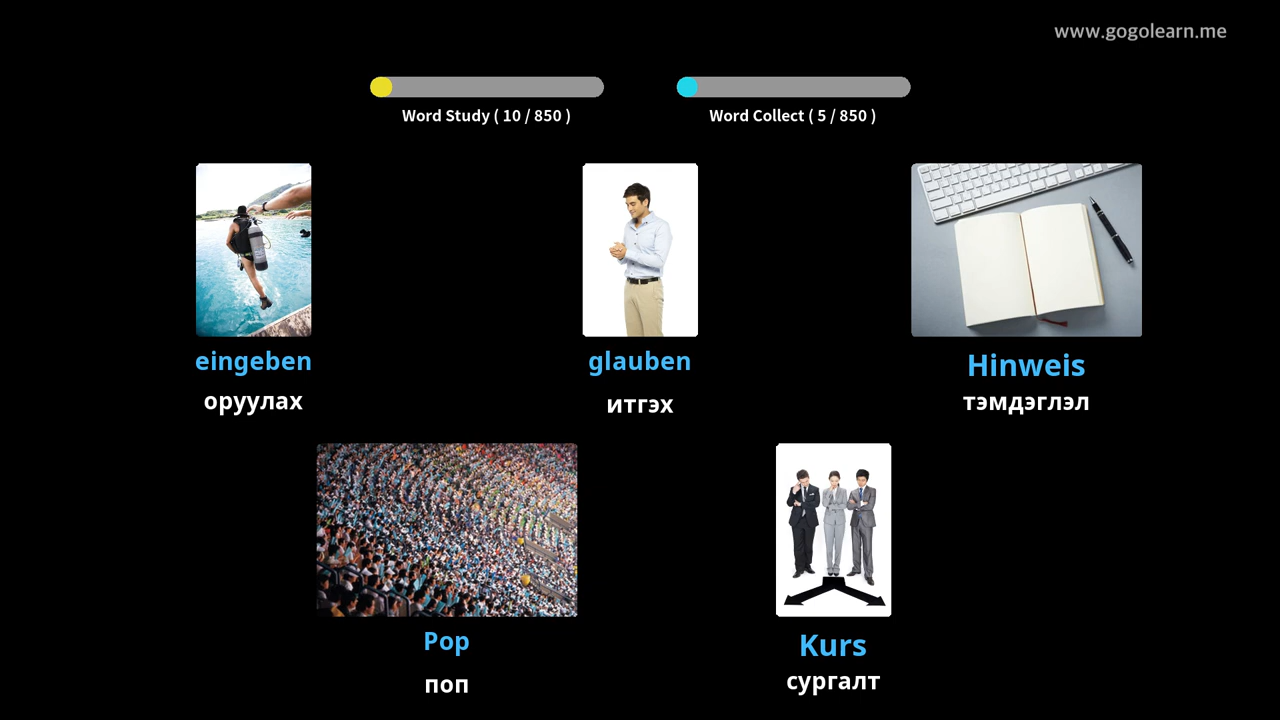 www.gogolearn.me
Word Study ( 10 / 850 )
Word Collect ( 5 / 850 )
eingeben
оруулах
glauben
итгэх
Hinweis
тэмдэглэл
Pop
поп
Kurs
сургалт